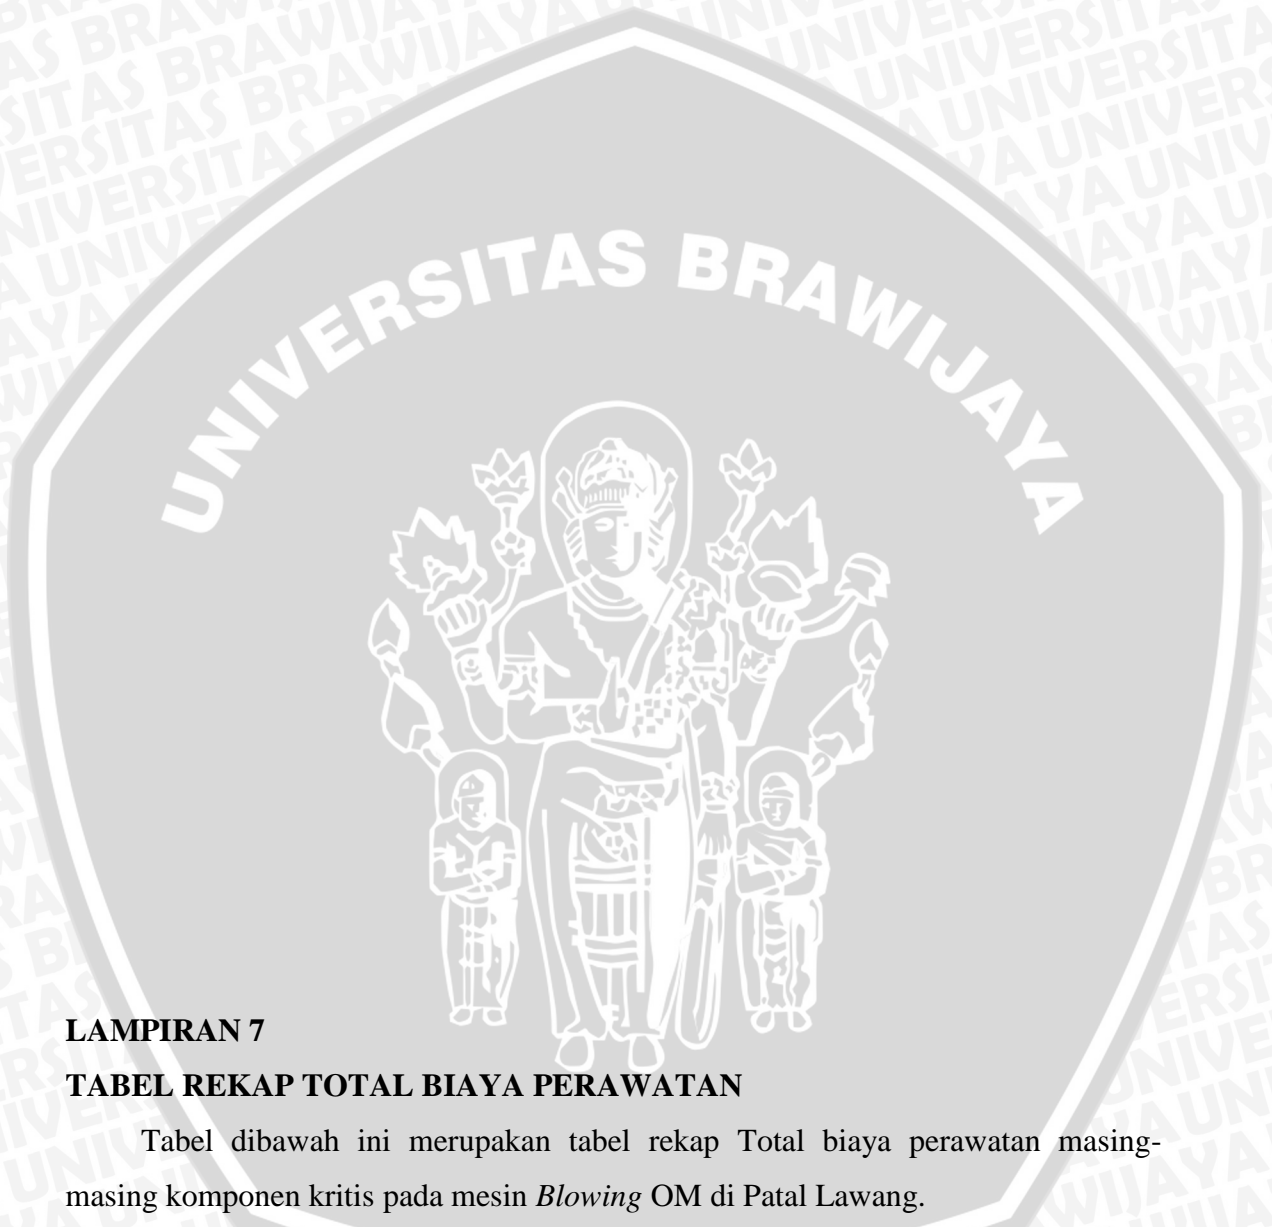 UNIVERSITAS BRAWIJAYA
LAMPIRAN 7
TABEL REKAP TOTAL BIAYA PERAWATAN
Tabel dibawah ini merupakan tabel rekap Total biaya perawatan masing-
masing komponen kritis pada mesin Blowing OM di Patal Lawang.